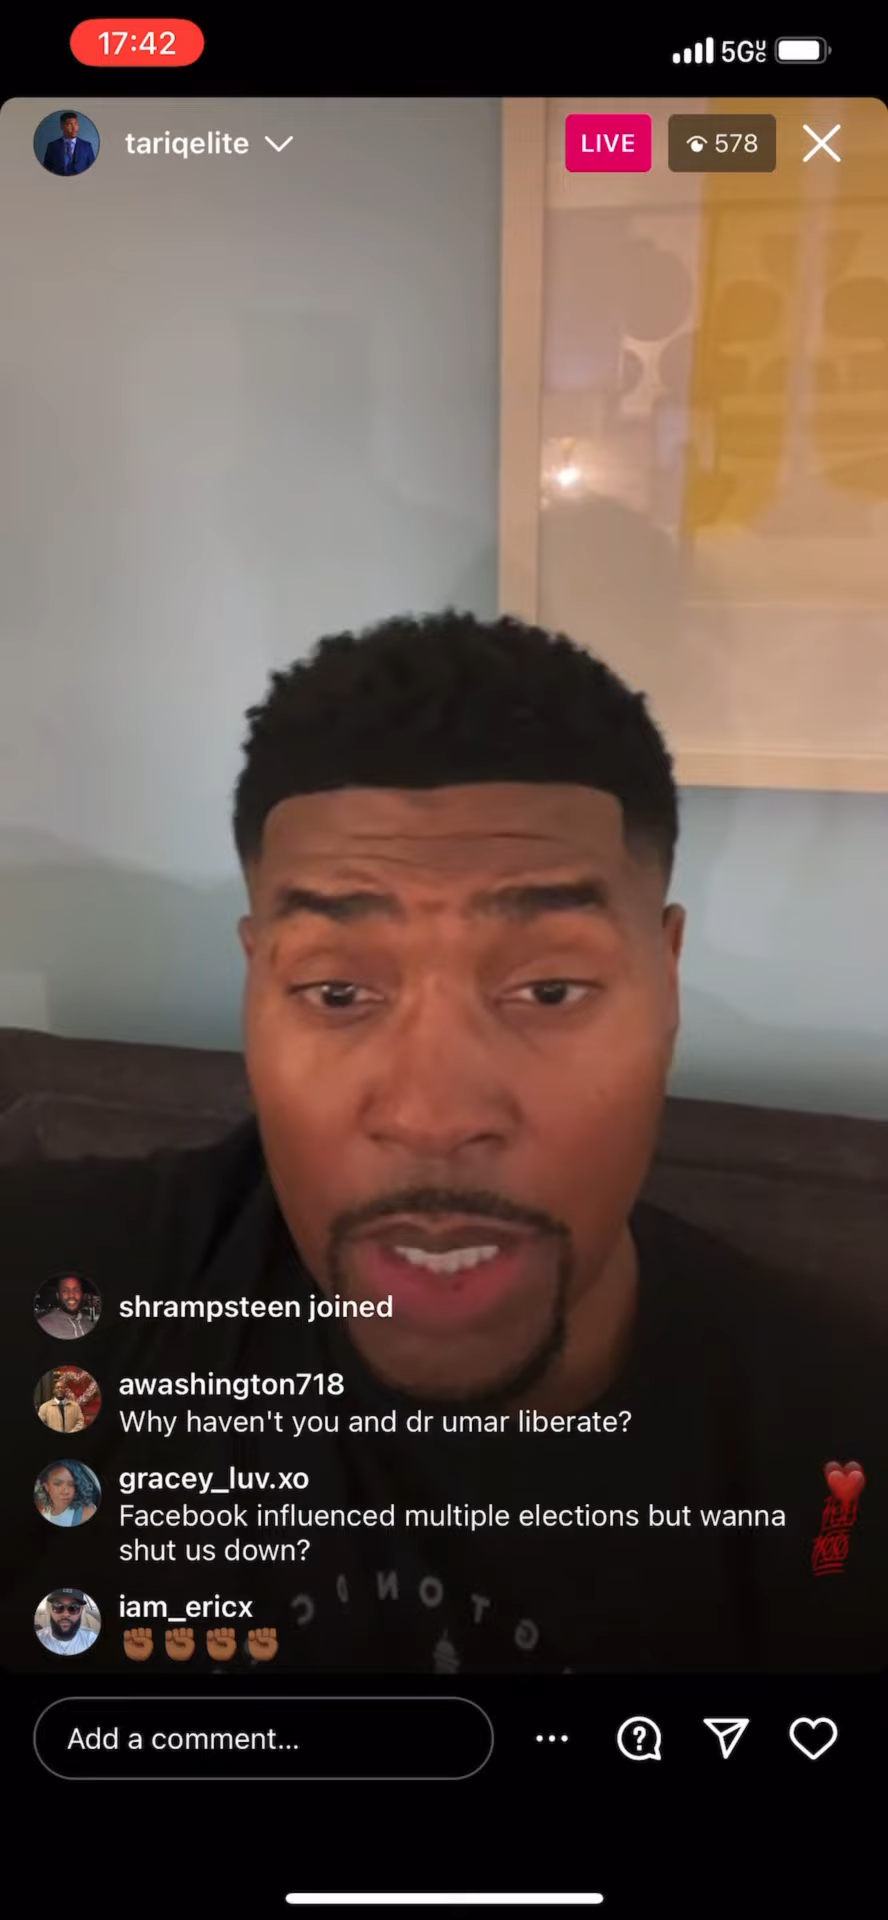 17:42
5G
tariqelite
LIVE
578
shrampsteen joined
awashington718
Why haven't you and dr umar liberate?
gracey_luv.xo
Facebook influenced multiple elections but wanna
shut us down?
iam_ericx
Add a comment...